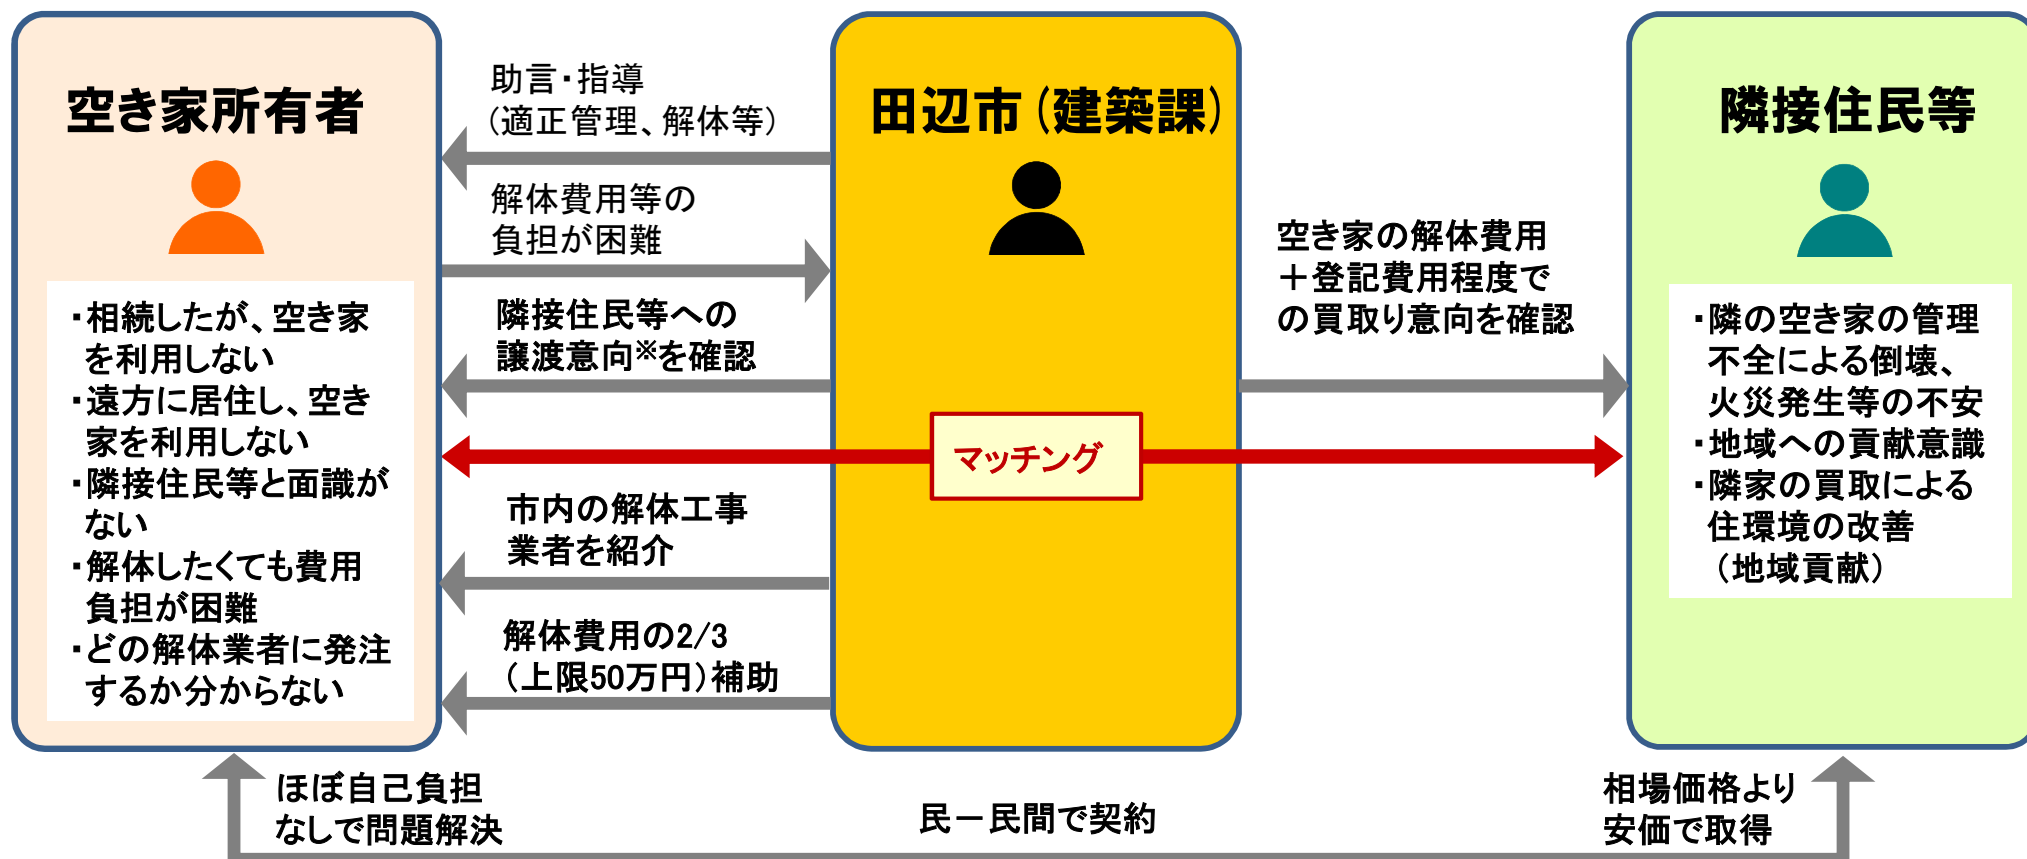 空き家所有者
・相続したが、空き家
を利用しない
・遠方に居住し、空き
家を利用しない
・隣接住民等と面識が
ない
・解体したくても費用
負担が困難
・どの解体業者に発注
するか分からない
助言・指導
(適正管理、解体等)
解体費用等の
負担が困難
隣接住民等への
譲渡意向※を確認
市内の解体工事
業者を紹介
解体費用の2/3
(上限50万円)補助
田辺市(建築課)
マッチング
空き家の解体費用
+登記費用程度で
の買取り意向を確認
隣接住民等
・隣の空き家の管理
不全による倒壊、
火災発生等の不安
・地域への貢献意識
・隣家の買取による
住環境の改善
(地域貢献)
ほぼ自己負担
なしで問題解決
民-民間で契約
相場価格より
安価で取得